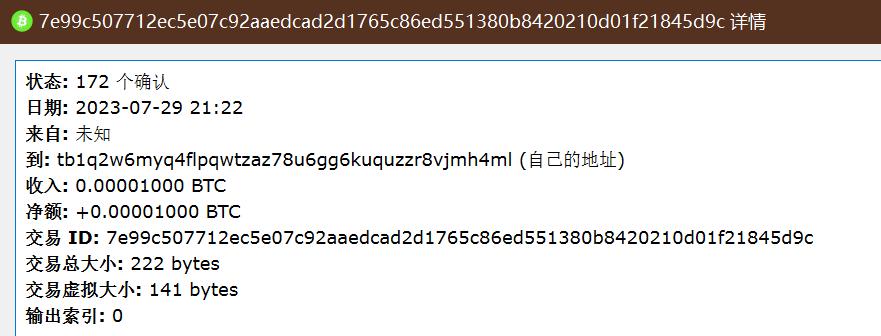 7e99c507712ec5e07c92aaedcad2d1765c86ed551380b8420210d01f21845d9c 详情
状态: 172 个确认
日期: 2023-07-29 21:22
来自: 未知
到: tb1q2w6myq4flpqwtzaz78u6gg6kuquzzr8vjmh4ml (自己的地址)
收入: 0.00001000 BTC
净额: +0.00001000 BTC
交易 ID: 7e99c507712ec5e07c92aaedcad2d1765c86ed551380b8420210d01f21845d9c
交易总大小: 222 bytes
交易虚拟大小: 141 bytes
输出索引: 0